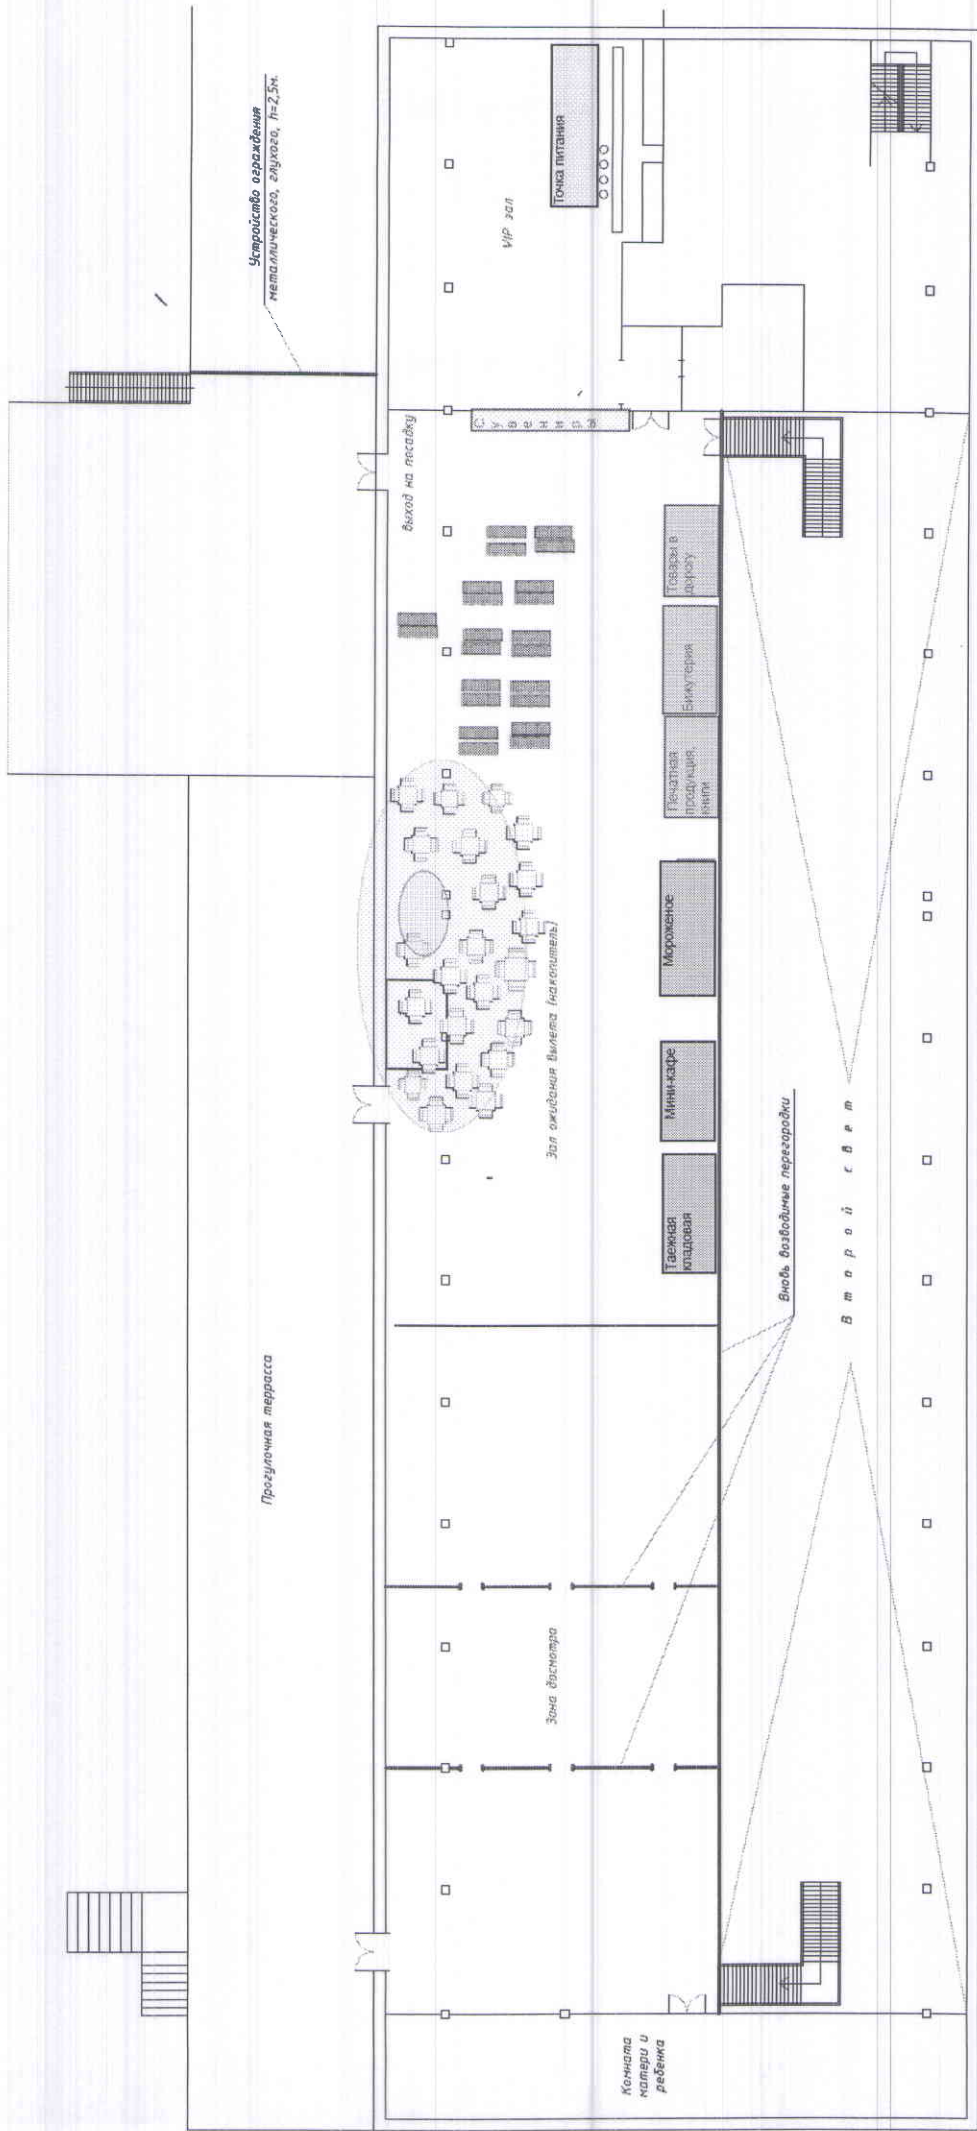 Устройство ограждения
металлического, глухого, h=2,5м.
Точка питания
VIP зал
Выход на посадку
Сувениры
Товары в
дорогу
Бижутерия
Печатная
продукция,
книги
Мороженое
Зал ожидания вылета (накопитель)
Мини-кафе
Таежная
кладовая
Вновь возводимые перегородки
Второй свет
Прогулочная терраса
Зона досмотра
Комната
матери и
ребенка